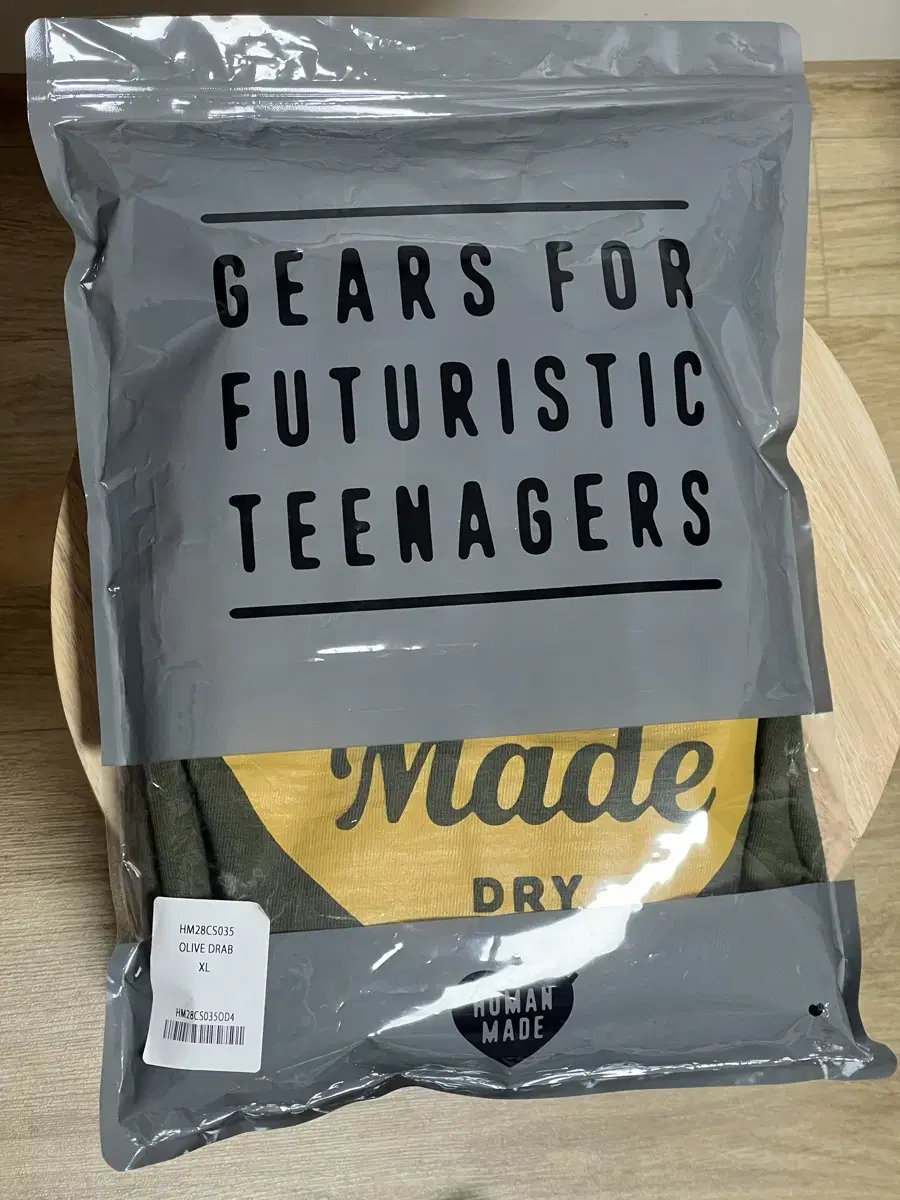 GEARS FOR
FUTURISTIC
TEENAGERS
Made
DRY
HM28CS035
OLIVE DRAB
XL
HM28CS035OD4
HUMAN
MADE